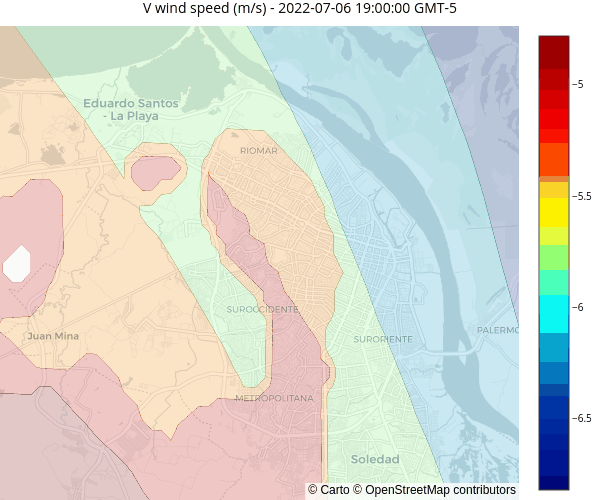 V wind speed (m/s) - 2022-07-06 19:00:00 GMT-5
Eduardo Santos
- La Playa
RIOMAR
SUROCCIDENTE
Juan Mina
SURORIENTE
PALERMO
METROPOLITANA
Soledad
© Carto © OpenStreetMap contributors
−5
−5.5
−6
−6.5